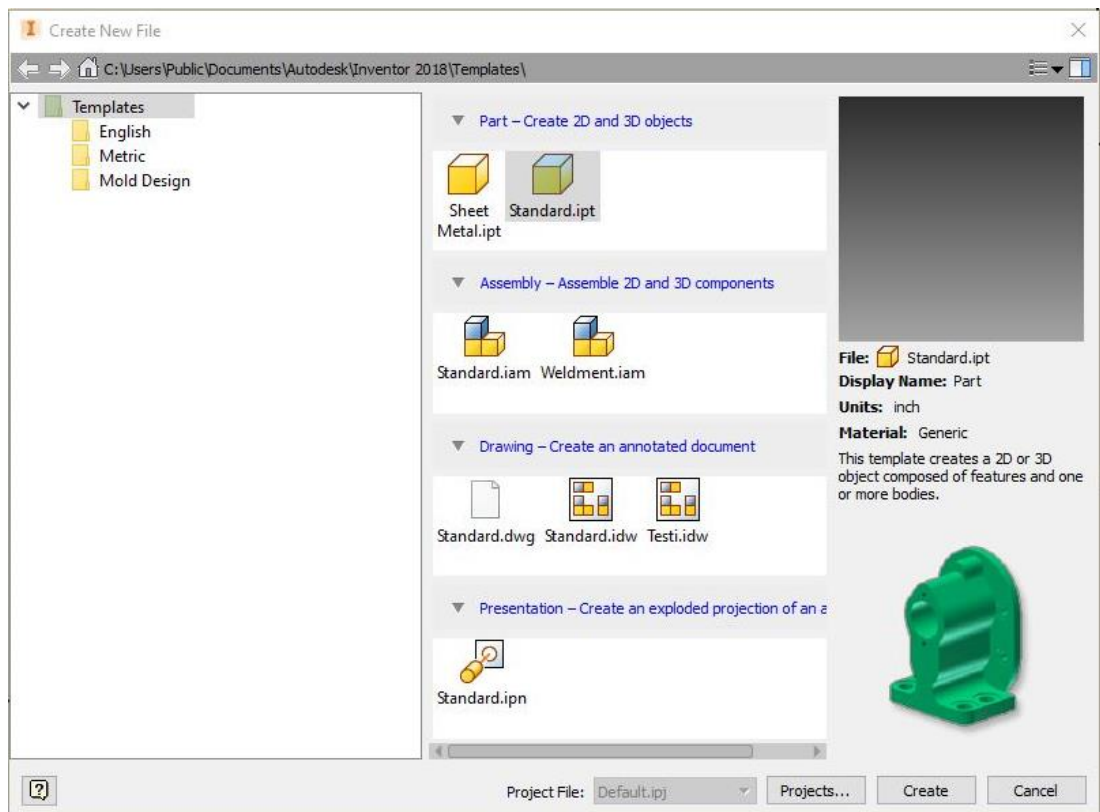 Create New File
C:\Users\Public\Documents\Autodesk\Inventor 2018\Templates\
Templates
English
Metric
Mold Design
Part – Create 2D and 3D objects
Sheet Metal.ipt
Standard.ipt
Assembly – Assemble 2D and 3D components
Standard.iam
Weldment.iam
Drawing – Create an annotated document
Standard.dwg
Standard.idw
Testi.idw
Presentation – Create an exploded projection of an a
Standard.ipn
File: Standard.ipt
Display Name: Part
Units: inch
Material: Generic
This template creates a 2D or 3D
object composed of features and one
or more bodies.
Project File: Default.ipj
Projects...
Create
Cancel